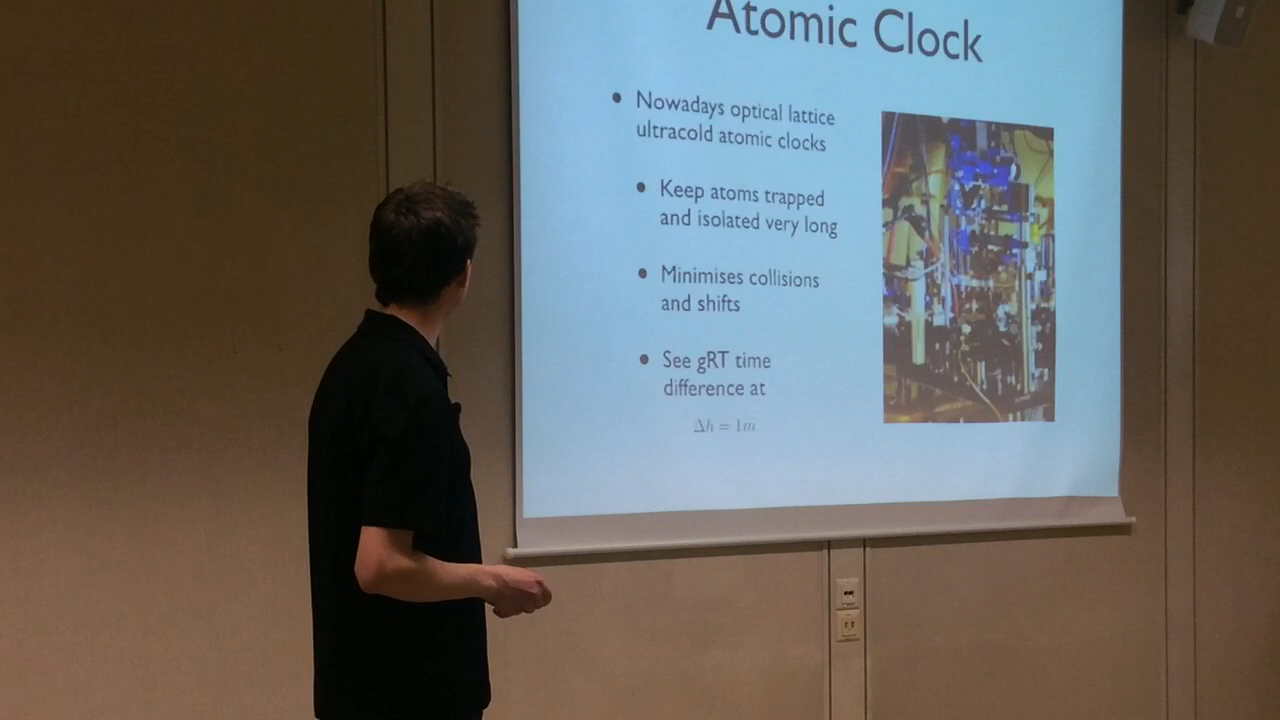 Atomic Clock
• Nowadays optical lattice
ultracold atomic clocks
• Keep atoms trapped
and isolated very long
• Minimises collisions
and shifts
• See gRT time
difference at
Δh = 1m